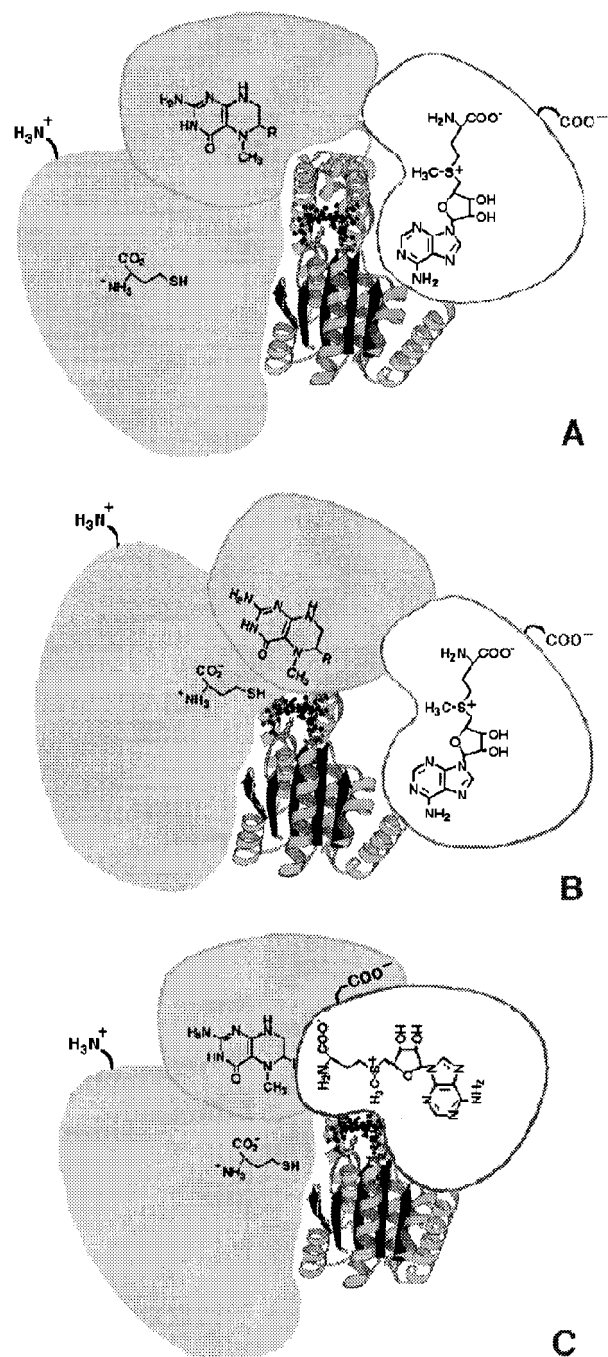 H₃N⁺
H₂N N H N
HN N R
O CH₃
CO₂⁻
⁻NH₃ SH
H₂N COO⁻
H₃C-S⁺
O OH
OH
N N
N N
NH₂
COO⁻
A
H₃N⁺
H₂N N H N
HN N R
O CH₃
CO₂⁻
⁺NH₃ SH
H₂N COO⁻
H₃C-S⁺
O OH
OH
N N
N N
NH₂
COO⁻
B
H₃N⁺
H₂N N H N
HN N
O CH₃
CO₂⁻
⁻NH₃ SH
COO⁻
COO⁻
H₂N
H₃C-S⁺
OH OH
O
N N
N N
NH₂
C